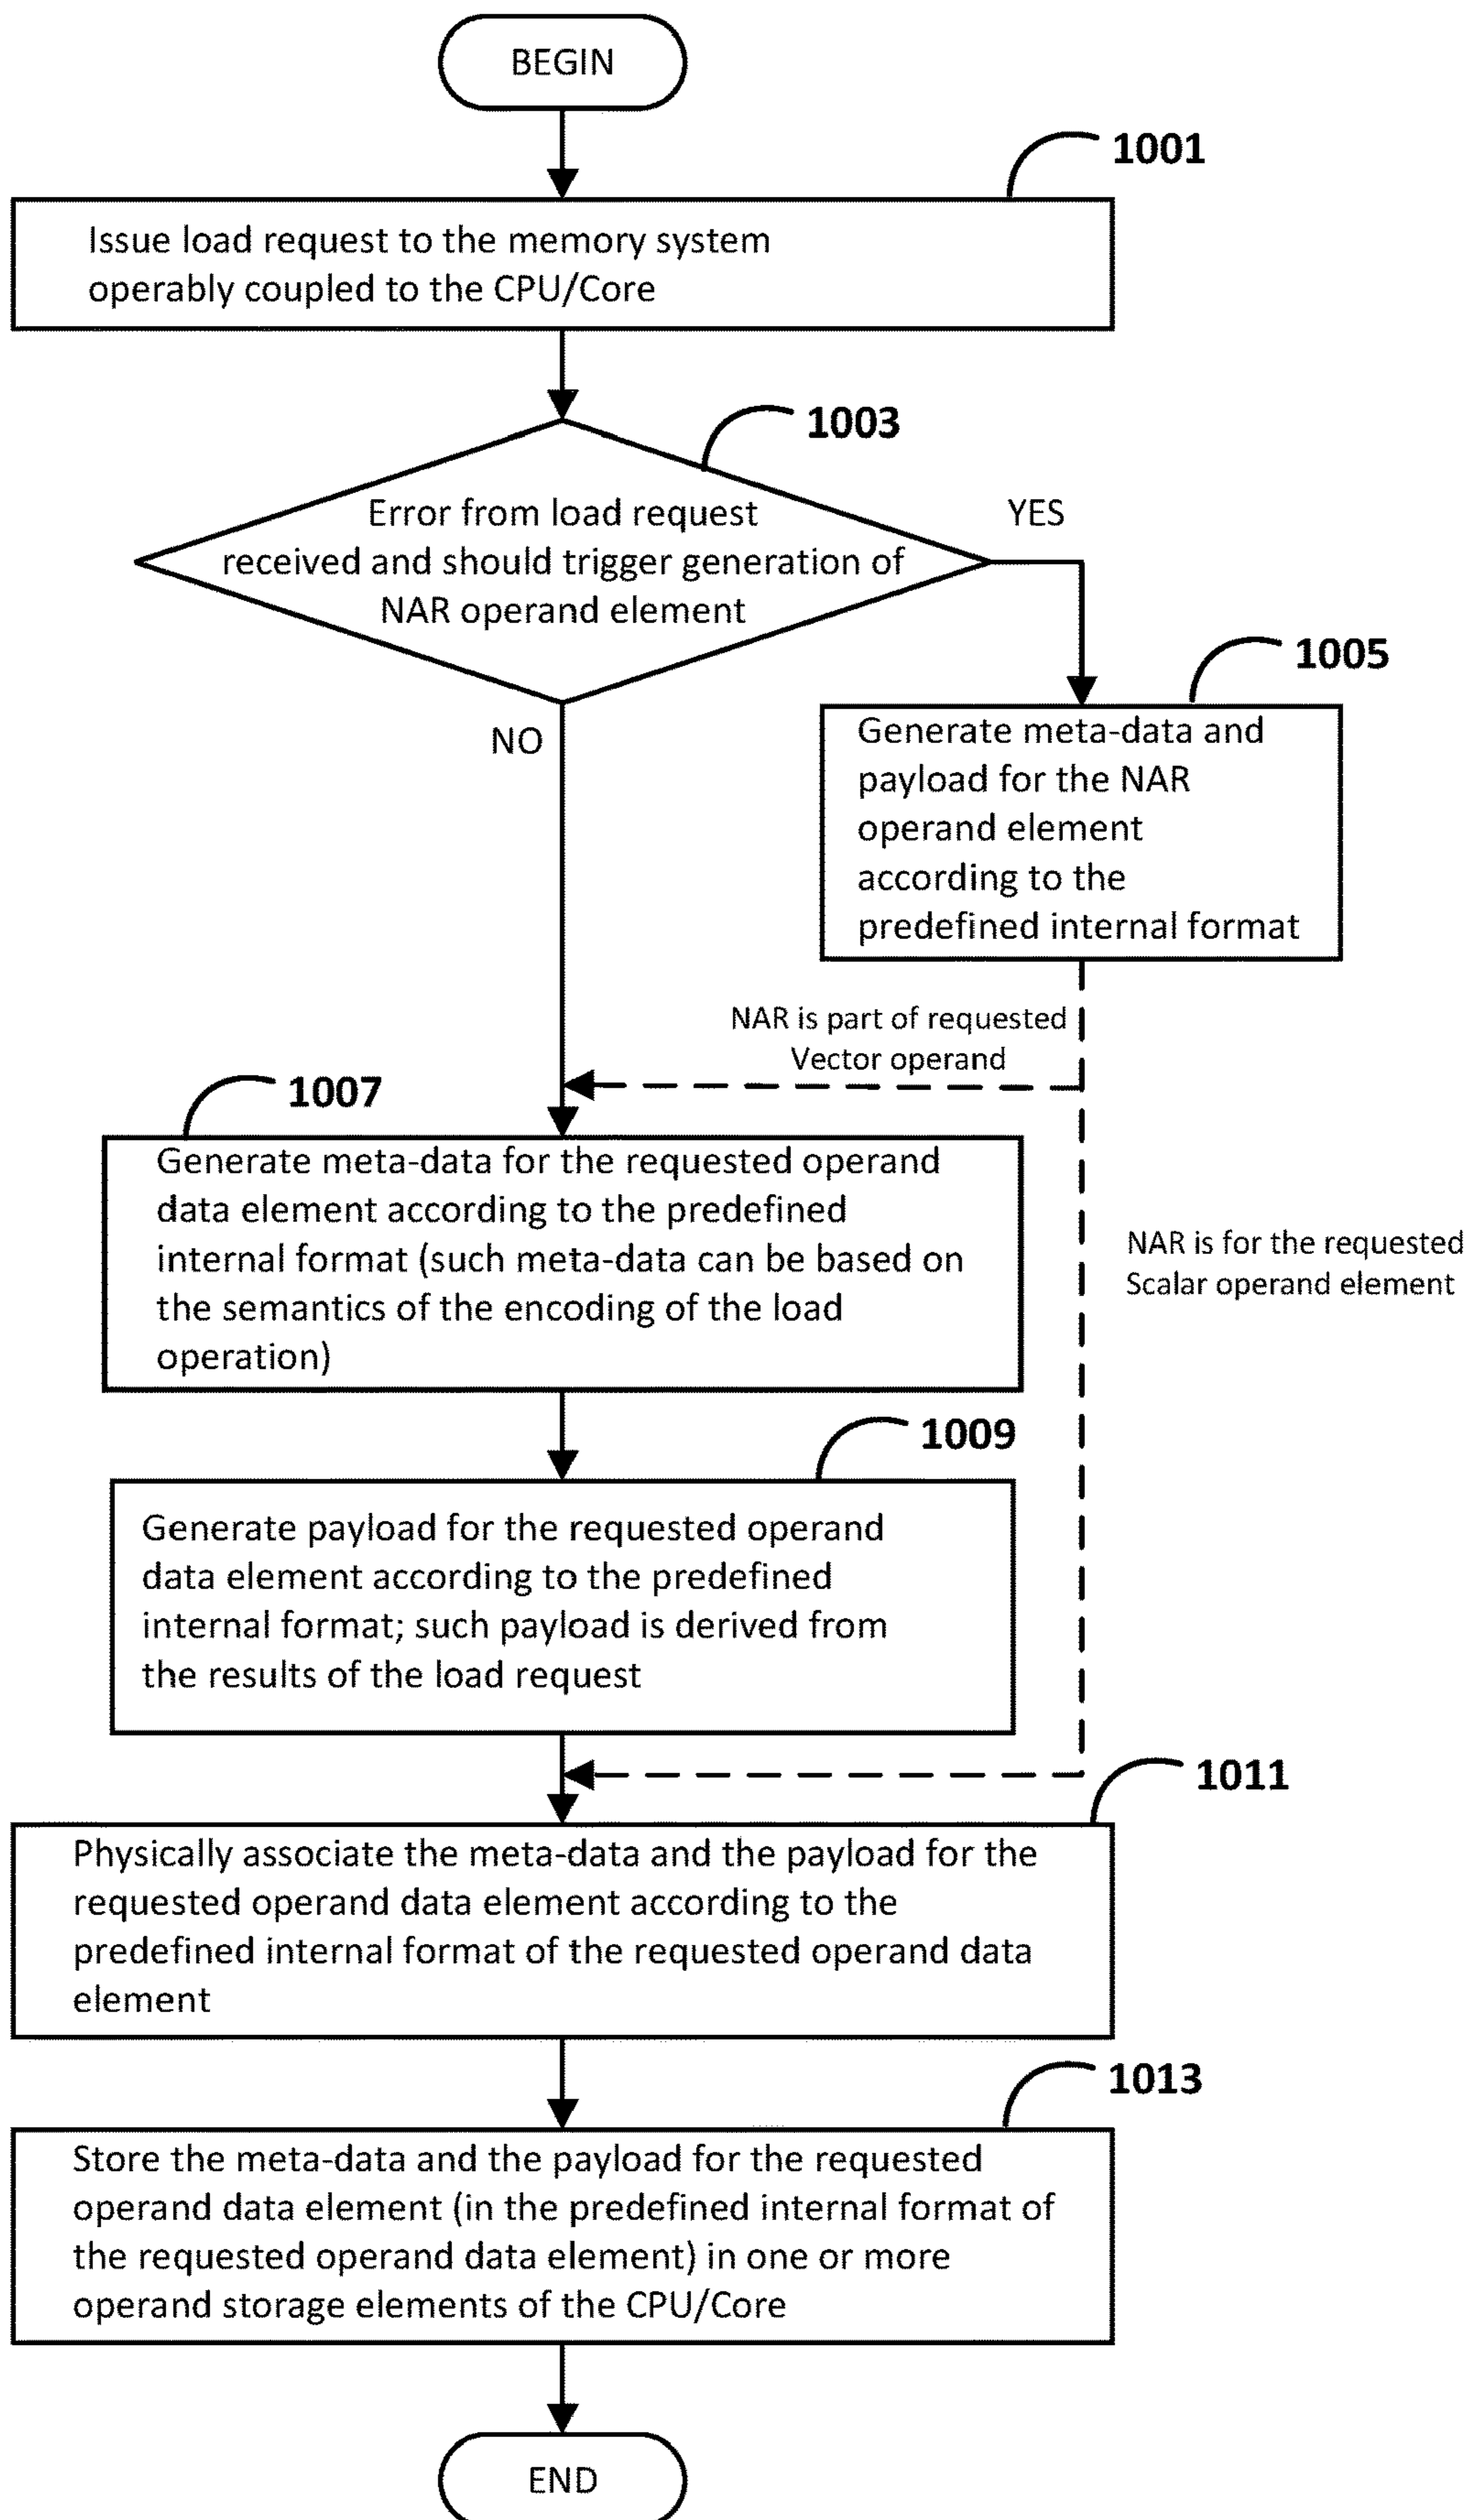 BEGIN
1001
Issue load request to the memory system
operably coupled to the CPU/Core
1003
Error from load request
received and should trigger generation of
NAR operand element
YES
NO
1005
Generate meta-data and
payload for the NAR
operand element
according to the
predefined internal format
NAR is part of requested
Vector operand
1007
Generate meta-data for the requested operand
data element according to the predefined
internal format (such meta-data can be based on
the semantics of the encoding of the load
operation)
NAR is for the requested
Scalar operand element
1009
Generate payload for the requested operand
data element according to the predefined
internal format; such payload is derived from
the results of the load request
1011
Physically associate the meta-data and the payload for the
requested operand data element according to the
predefined internal format of the requested operand data
element
1013
Store the meta-data and the payload for the requested
operand data element (in the predefined internal format of
the requested operand data element) in one or more
operand storage elements of the CPU/Core
END